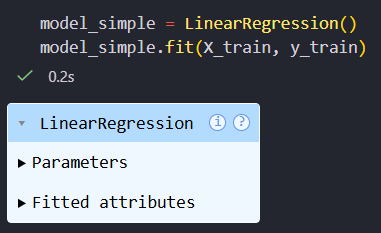 model_simple = LinearRegression()
model_simple.fit(X_train, y_train)
0.2s
LinearRegression i ?
Parameters
Fitted attributes